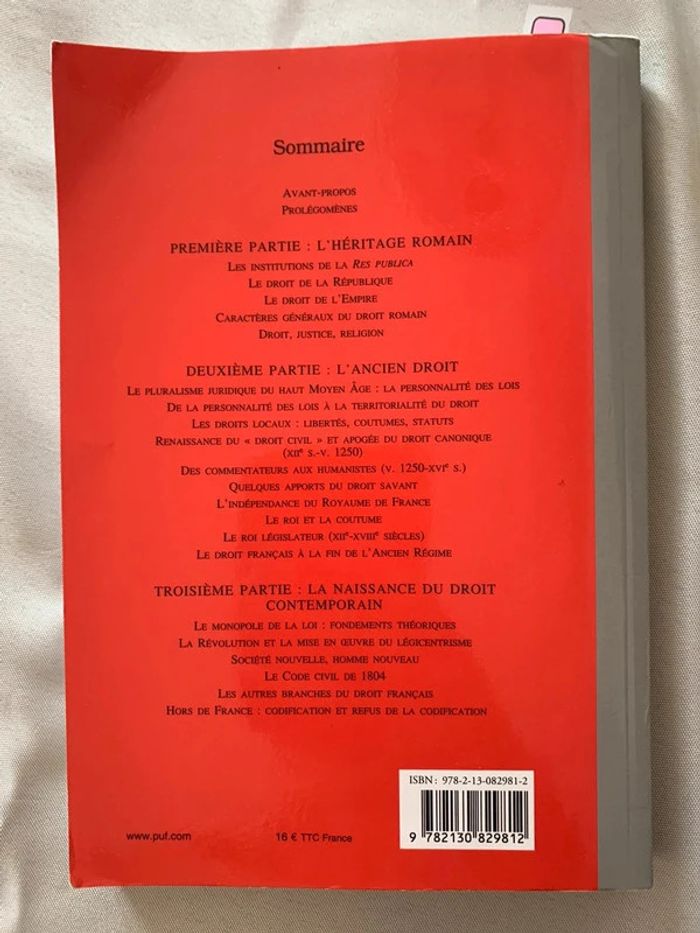 Sommaire
Avant-propos
Prolégomènes
PREMIÈRE PARTIE : L'HÉRITAGE ROMAIN
Les institutions de la Res publica
Le droit de la République
Le droit de l'Empire
Caractères généraux du droit romain
Droit, justice, religion
DEUXIÈME PARTIE : L'ANCIEN DROIT
Le pluralisme juridique du haut Moyen Âge : la personnalité des lois
De la personnalité des lois à la territorialité du droit
Les droits locaux : libertés, coutumes, statuts
Renaissance du « droit civil » et apogée du droit canonique
(XIIe s.-v. 1250)
Des commentateurs aux humanistes (v. 1250-XVIe s.)
Quelques apports du droit savant
L'indépendance du Royaume de France
Le roi et la coutume
Le roi législateur (XIIe-XVIIIe siècles)
Le droit français à la fin de l'Ancien Régime
TROISIÈME PARTIE : LA NAISSANCE DU DROIT
CONTEMPORAIN
Le monopole de la loi : fondements théoriques
La Révolution et la mise en œuvre du légicentrisme
Société nouvelle, homme nouveau
Le Code civil de 1804
Les autres branches du droit français
Hors de France : codification et refus de la codification
ISBN : 978-2-13-082981-2
9 782130 829812
www.puf.com
16 € TTC France